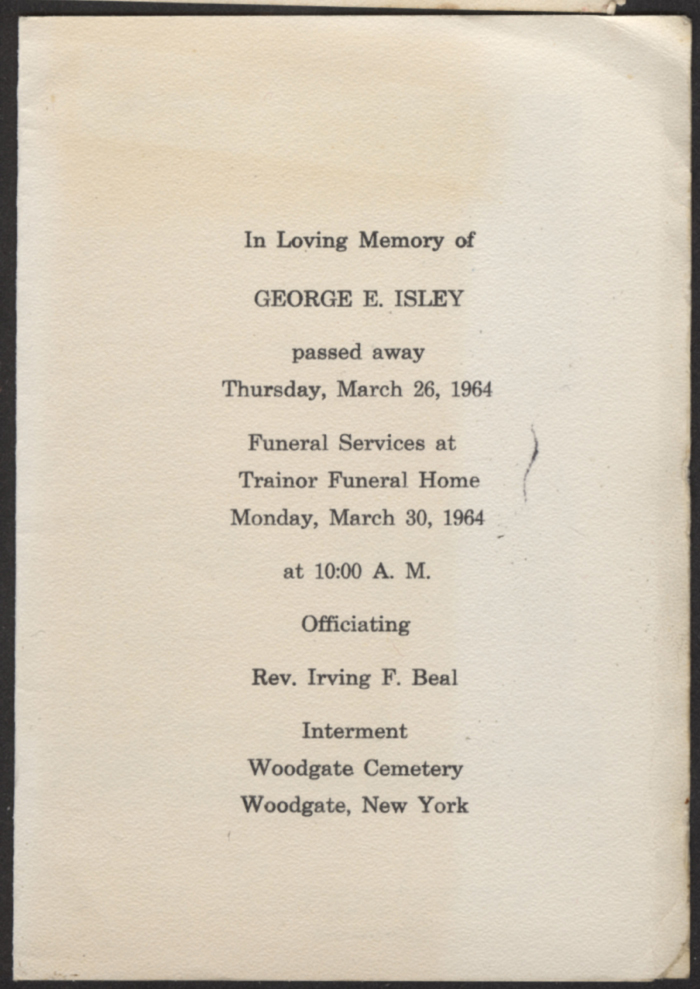 In Loving Memory of
GEORGE E. ISLEY
passed away
Thursday, March 26, 1964
Funeral Services at
Trainor Funeral Home
Monday, March 30, 1964
at 10:00 A. M.
Officiating
Rev. Irving F. Beal
Interment
Woodgate Cemetery
Woodgate, New York